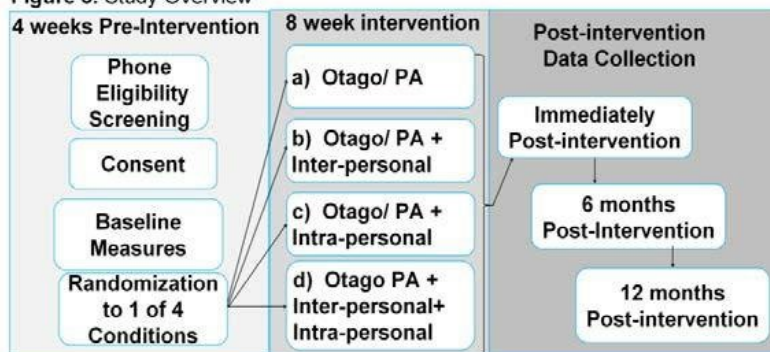 Study Overview
4 weeks Pre-Intervention
Phone
Eligibility
Screening
Consent
Baseline
Measures
Randomization
to 1 of 4
Conditions
8 week intervention
a) Otago/ PA
b) Otago/ PA +
Inter-personal
c) Otago/ PA +
Intra-personal
d) Otago PA +
Inter-personal+
Intra-personal
Post-intervention
Data Collection
Immediately
Post-intervention
6 months
Post-Intervention
12 months
Post-intervention